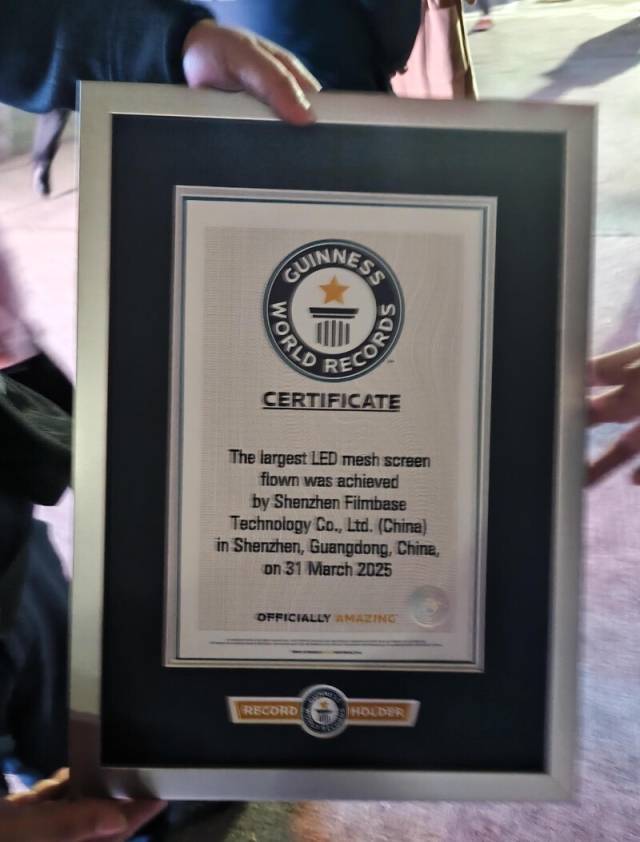 GUINNESS
WORLD RECORDS
CERTIFICATE
The largest LED mesh screen
flown was achieved
by Shenzhen Filmbase
Technology Co., Ltd. (China)
in Shenzhen, Guangdong, China,
on 31 March 2025
OFFICIALLY AMAZING
RECORD HOLDER